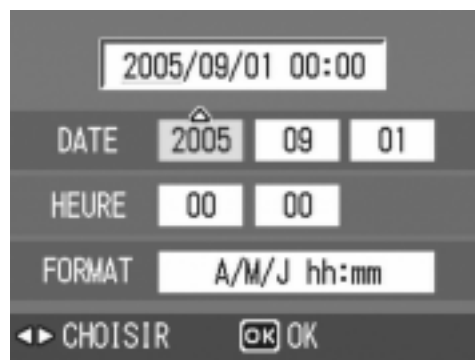 2005/09/01 00:00
DATE 2005 09 01
HEURE 00 00
FORMAT A/M/J hh:mm
◄► CHOISIR OK OK